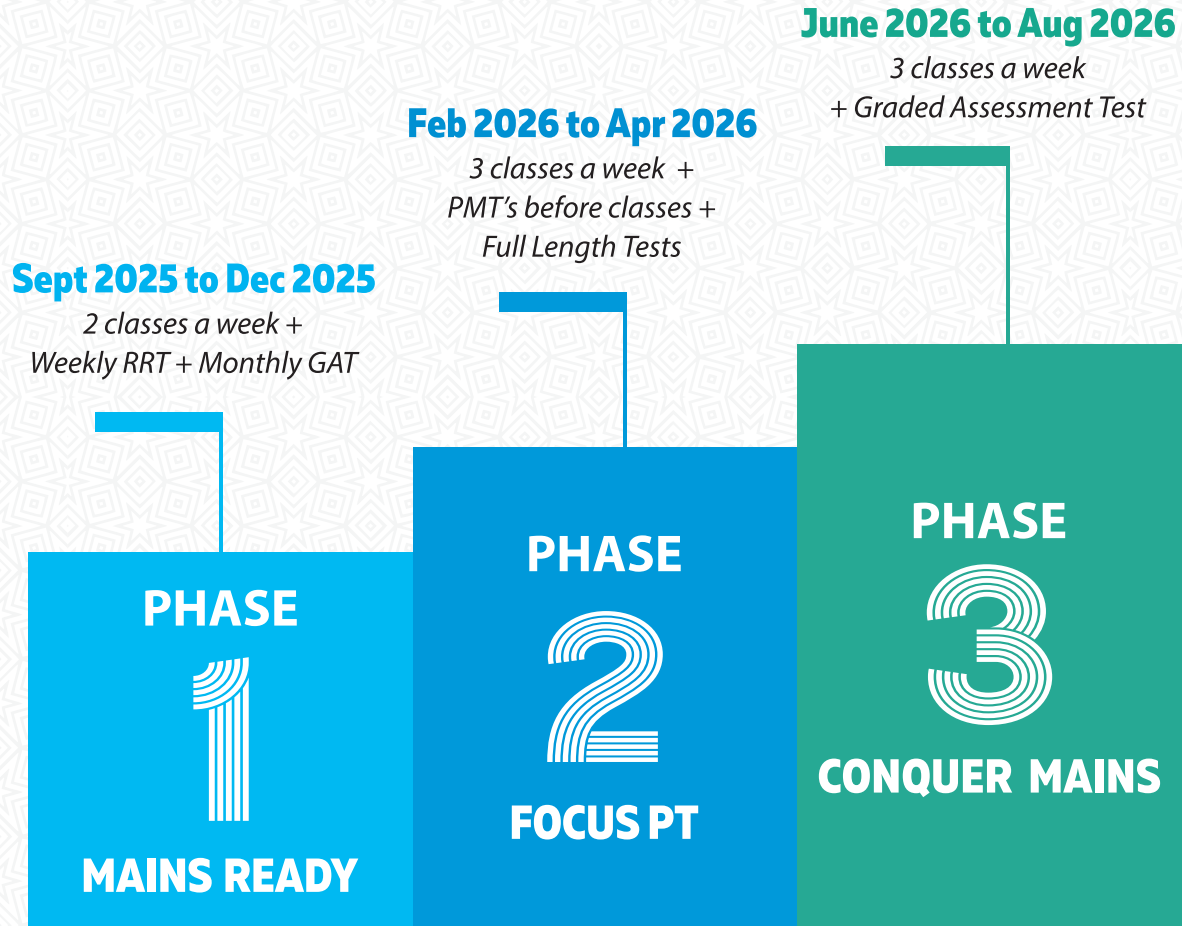 Sept 2025 to Dec 2025
2 classes a week +
Weekly RRT + Monthly GAT
PHASE
1
MAINS READY
Feb 2026 to Apr 2026
3 classes a week +
PMT's before classes +
Full Length Tests
PHASE
2
FOCUS PT
June 2026 to Aug 2026
3 classes a week
+ Graded Assessment Test
PHASE
3
CONQUER MAINS